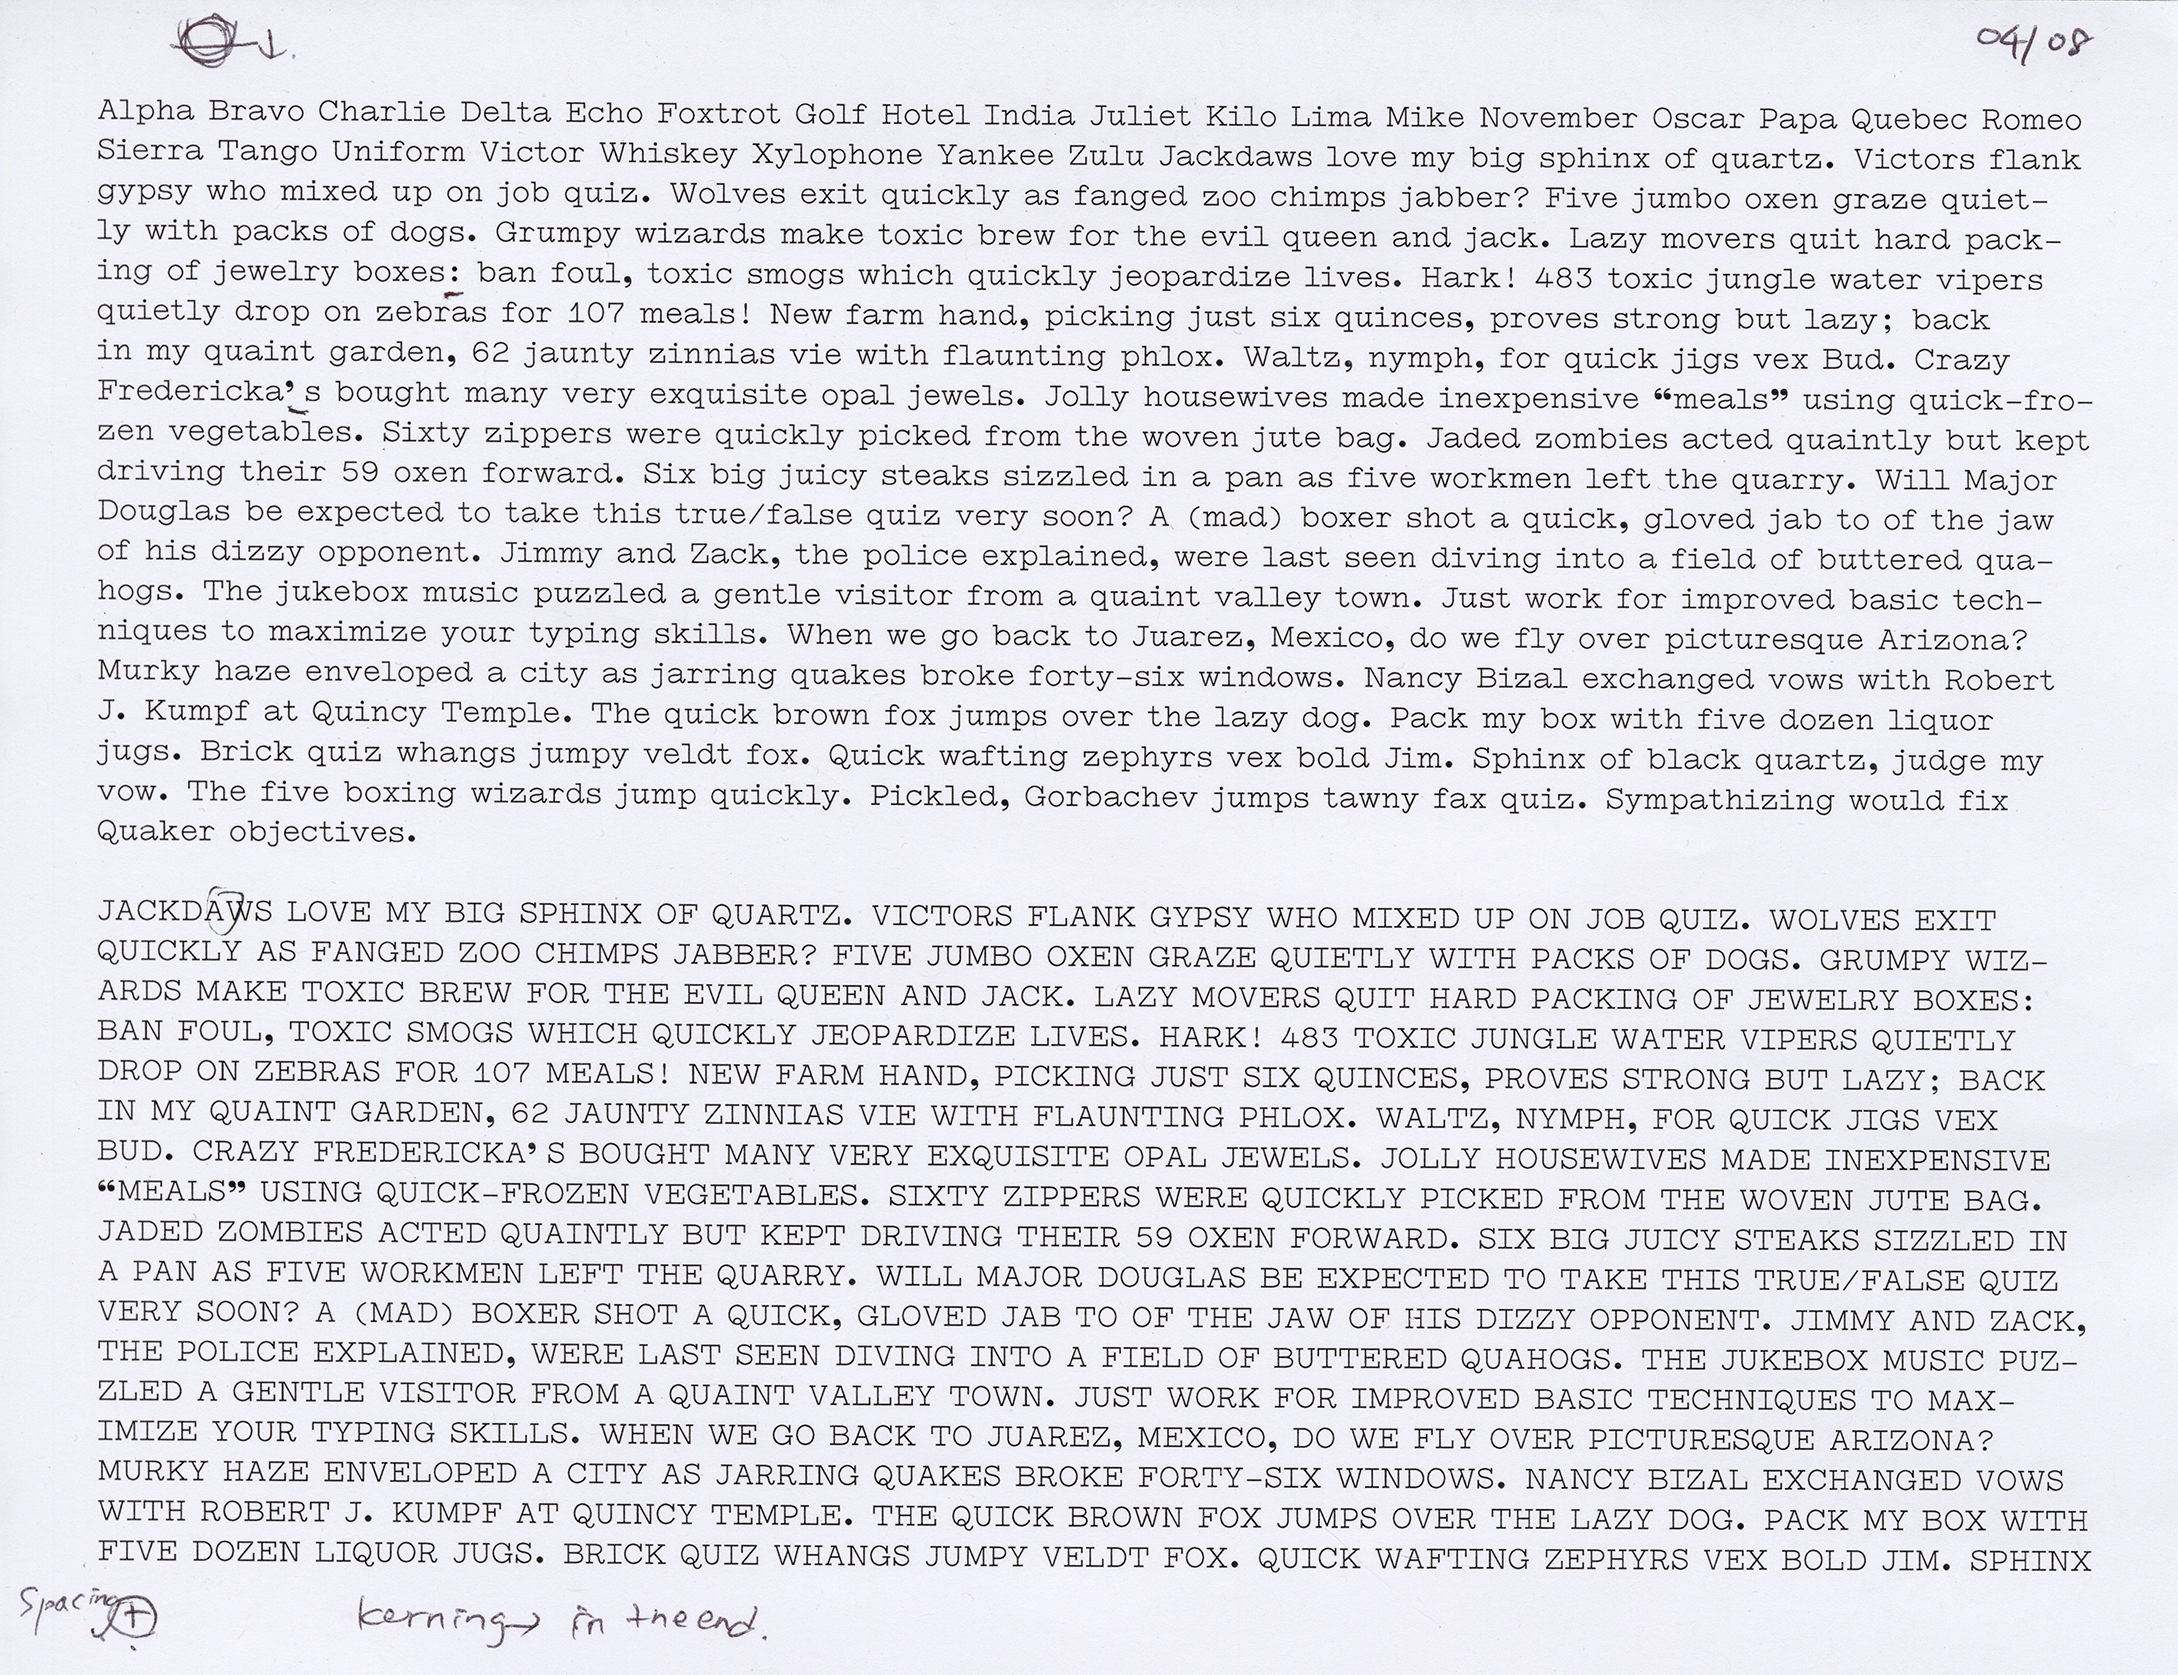 04/08
Alpha Bravo Charlie Delta Echo Foxtrot Golf Hotel India Juliet Kilo Lima Mike November Oscar Papa Quebec Romeo
Sierra Tango Uniform Victor Whiskey Xylophone Yankee Zulu Jackdaws love my big sphinx of quartz. Victors flank
gypsy who mixed up on job quiz. Wolves exit quickly as fanged zoo chimps jabber? Five jumbo oxen graze quiet-
ly with packs of dogs. Grumpy wizards make toxic brew for the evil queen and jack. Lazy movers quit hard pack-
ing of jewelry boxes: ban foul, toxic smogs which quickly jeopardize lives. Hark! 483 toxic jungle water vipers
quietly drop on zebras for 107 meals! New farm hand, picking just six quinces, proves strong but lazy; back
in my quaint garden, 62 jaunty zinnias vie with flaunting phlox. Waltz, nymph, for quick jigs vex Bud. Crazy
Fredericka’s bought many very exquisite opal jewels. Jolly housewives made inexpensive “meals” using quick-fro-
zen vegetables. Sixty zippers were quickly picked from the woven jute bag. Jaded zombies acted quaintly but kept
driving their 59 oxen forward. Six big juicy steaks sizzled in a pan as five workmen left the quarry. Will Major
Douglas be expected to take this true/false quiz very soon? A (mad) boxer shot a quick, gloved jab to of the jaw
of his dizzy opponent. Jimmy and Zack, the police explained, were last seen diving into a field of buttered qua-
hogs. The jukebox music puzzled a gentle visitor from a quaint valley town. Just work for improved basic tech-
niques to maximize your typing skills. When we go back to Juarez, Mexico, do we fly over picturesque Arizona?
Murky haze enveloped a city as jarring quakes broke forty-six windows. Nancy Bizal exchanged vows with Robert
J. Kumpf at Quincy Temple. The quick brown fox jumps over the lazy dog. Pack my box with five dozen liquor
jugs. Brick quiz whangs jumpy veldt fox. Quick wafting zephyrs vex bold Jim. Sphinx of black quartz, judge my
vow. The five boxing wizards jump quickly. Pickled, Gorbachev jumps tawny fax quiz. Sympathizing would fix
Quaker objectives.
JACKDAWS LOVE MY BIG SPHINX OF QUARTZ. VICTORS FLANK GYPSY WHO MIXED UP ON JOB QUIZ. WOLVES EXIT
QUICKLY AS FANGED ZOO CHIMPS JABBER? FIVE JUMBO OXEN GRAZE QUIETLY WITH PACKS OF DOGS. GRUMPY WIZ-
ARDS MAKE TOXIC BREW FOR THE EVIL QUEEN AND JACK. LAZY MOVERS QUIT HARD PACKING OF JEWELRY BOXES:
BAN FOUL, TOXIC SMOGS WHICH QUICKLY JEOPARDIZE LIVES. HARK! 483 TOXIC JUNGLE WATER VIPERS QUIETLY
DROP ON ZEBRAS FOR 107 MEALS! NEW FARM HAND, PICKING JUST SIX QUINCES, PROVES STRONG BUT LAZY; BACK
IN MY QUAINT GARDEN, 62 JAUNTY ZINNIAS VIE WITH FLAUNTING PHLOX. WALTZ, NYMPH, FOR QUICK JIGS VEX
BUD. CRAZY FREDERICKA’S BOUGHT MANY VERY EXQUISITE OPAL JEWELS. JOLLY HOUSEWIVES MADE INEXPENSIVE
“MEALS” USING QUICK-FROZEN VEGETABLES. SIXTY ZIPPERS WERE QUICKLY PICKED FROM THE WOVEN JUTE BAG.
JADED ZOMBIES ACTED QUAINTLY BUT KEPT DRIVING THEIR 59 OXEN FORWARD. SIX BIG JUICY STEAKS SIZZLED IN
A PAN AS FIVE WORKMEN LEFT THE QUARRY. WILL MAJOR DOUGLAS BE EXPECTED TO TAKE THIS TRUE/FALSE QUIZ
VERY SOON? A (MAD) BOXER SHOT A QUICK, GLOVED JAB TO OF THE JAW OF HIS DIZZY OPPONENT. JIMMY AND ZACK,
THE POLICE EXPLAINED, WERE LAST SEEN DIVING INTO A FIELD OF BUTTERED QUAHOGS. THE JUKEBOX MUSIC PUZ-
ZLED A GENTLE VISITOR FROM A QUAINT VALLEY TOWN. JUST WORK FOR IMPROVED BASIC TECHNIQUES TO MAX-
IMIZE YOUR TYPING SKILLS. WHEN WE GO BACK TO JUAREZ, MEXICO, DO WE FLY OVER PICTURESQUE ARIZONA?
MURKY HAZE ENVELOPED A CITY AS JARRING QUAKES BROKE FORTY-SIX WINDOWS. NANCY BIZAL EXCHANGED VOWS
WITH ROBERT J. KUMPF AT QUINCY TEMPLE. THE QUICK BROWN FOX JUMPS OVER THE LAZY DOG. PACK MY BOX WITH
FIVE DOZEN LIQUOR JUGS. BRICK QUIZ WHANGS JUMPY VELDT FOX. QUICK WAFTING ZEPHYRS VEX BOLD JIM. SPHINX
Spacing +
kerning → in the end.